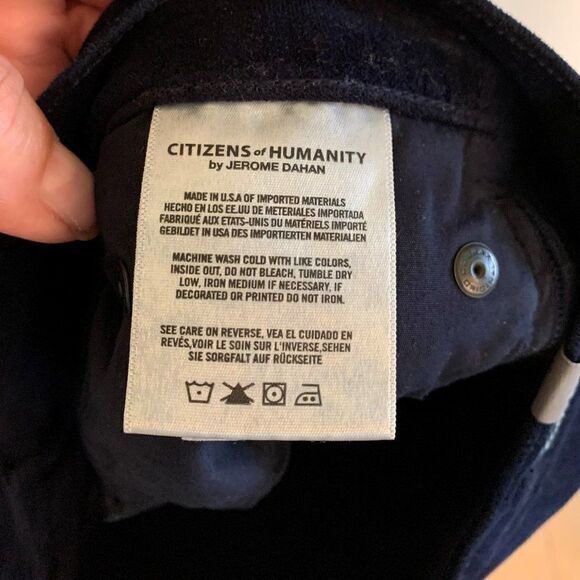 CITIZENS of HUMANITY
by JEROME DAHAN
MADE IN U.S.A OF IMPORTED MATERIALS
HECHO EN LOS EE.UU DE METERIALES IMPORTADA
FABRIQUÉ AUX ETATS-UNIS DU MATÉRIELS IMPORTÉ
GEBILDET IN USA DES IMPORTIERTEN MATERIALIEN
MACHINE WASH COLD WITH LIKE COLORS,
INSIDE OUT, DO NOT BLEACH, TUMBLE DRY
LOW, IRON MEDIUM IF NECESSARY, IF
DECORATED OR PRINTED DO NOT IRON.
SEE CARE ON REVERSE, VEA EL CUIDADO EN
REVÉS,VOIR LE SOIN SUR L'INVERSE,SEHEN
SIE SORGFALT AUF RÜCKSEITE